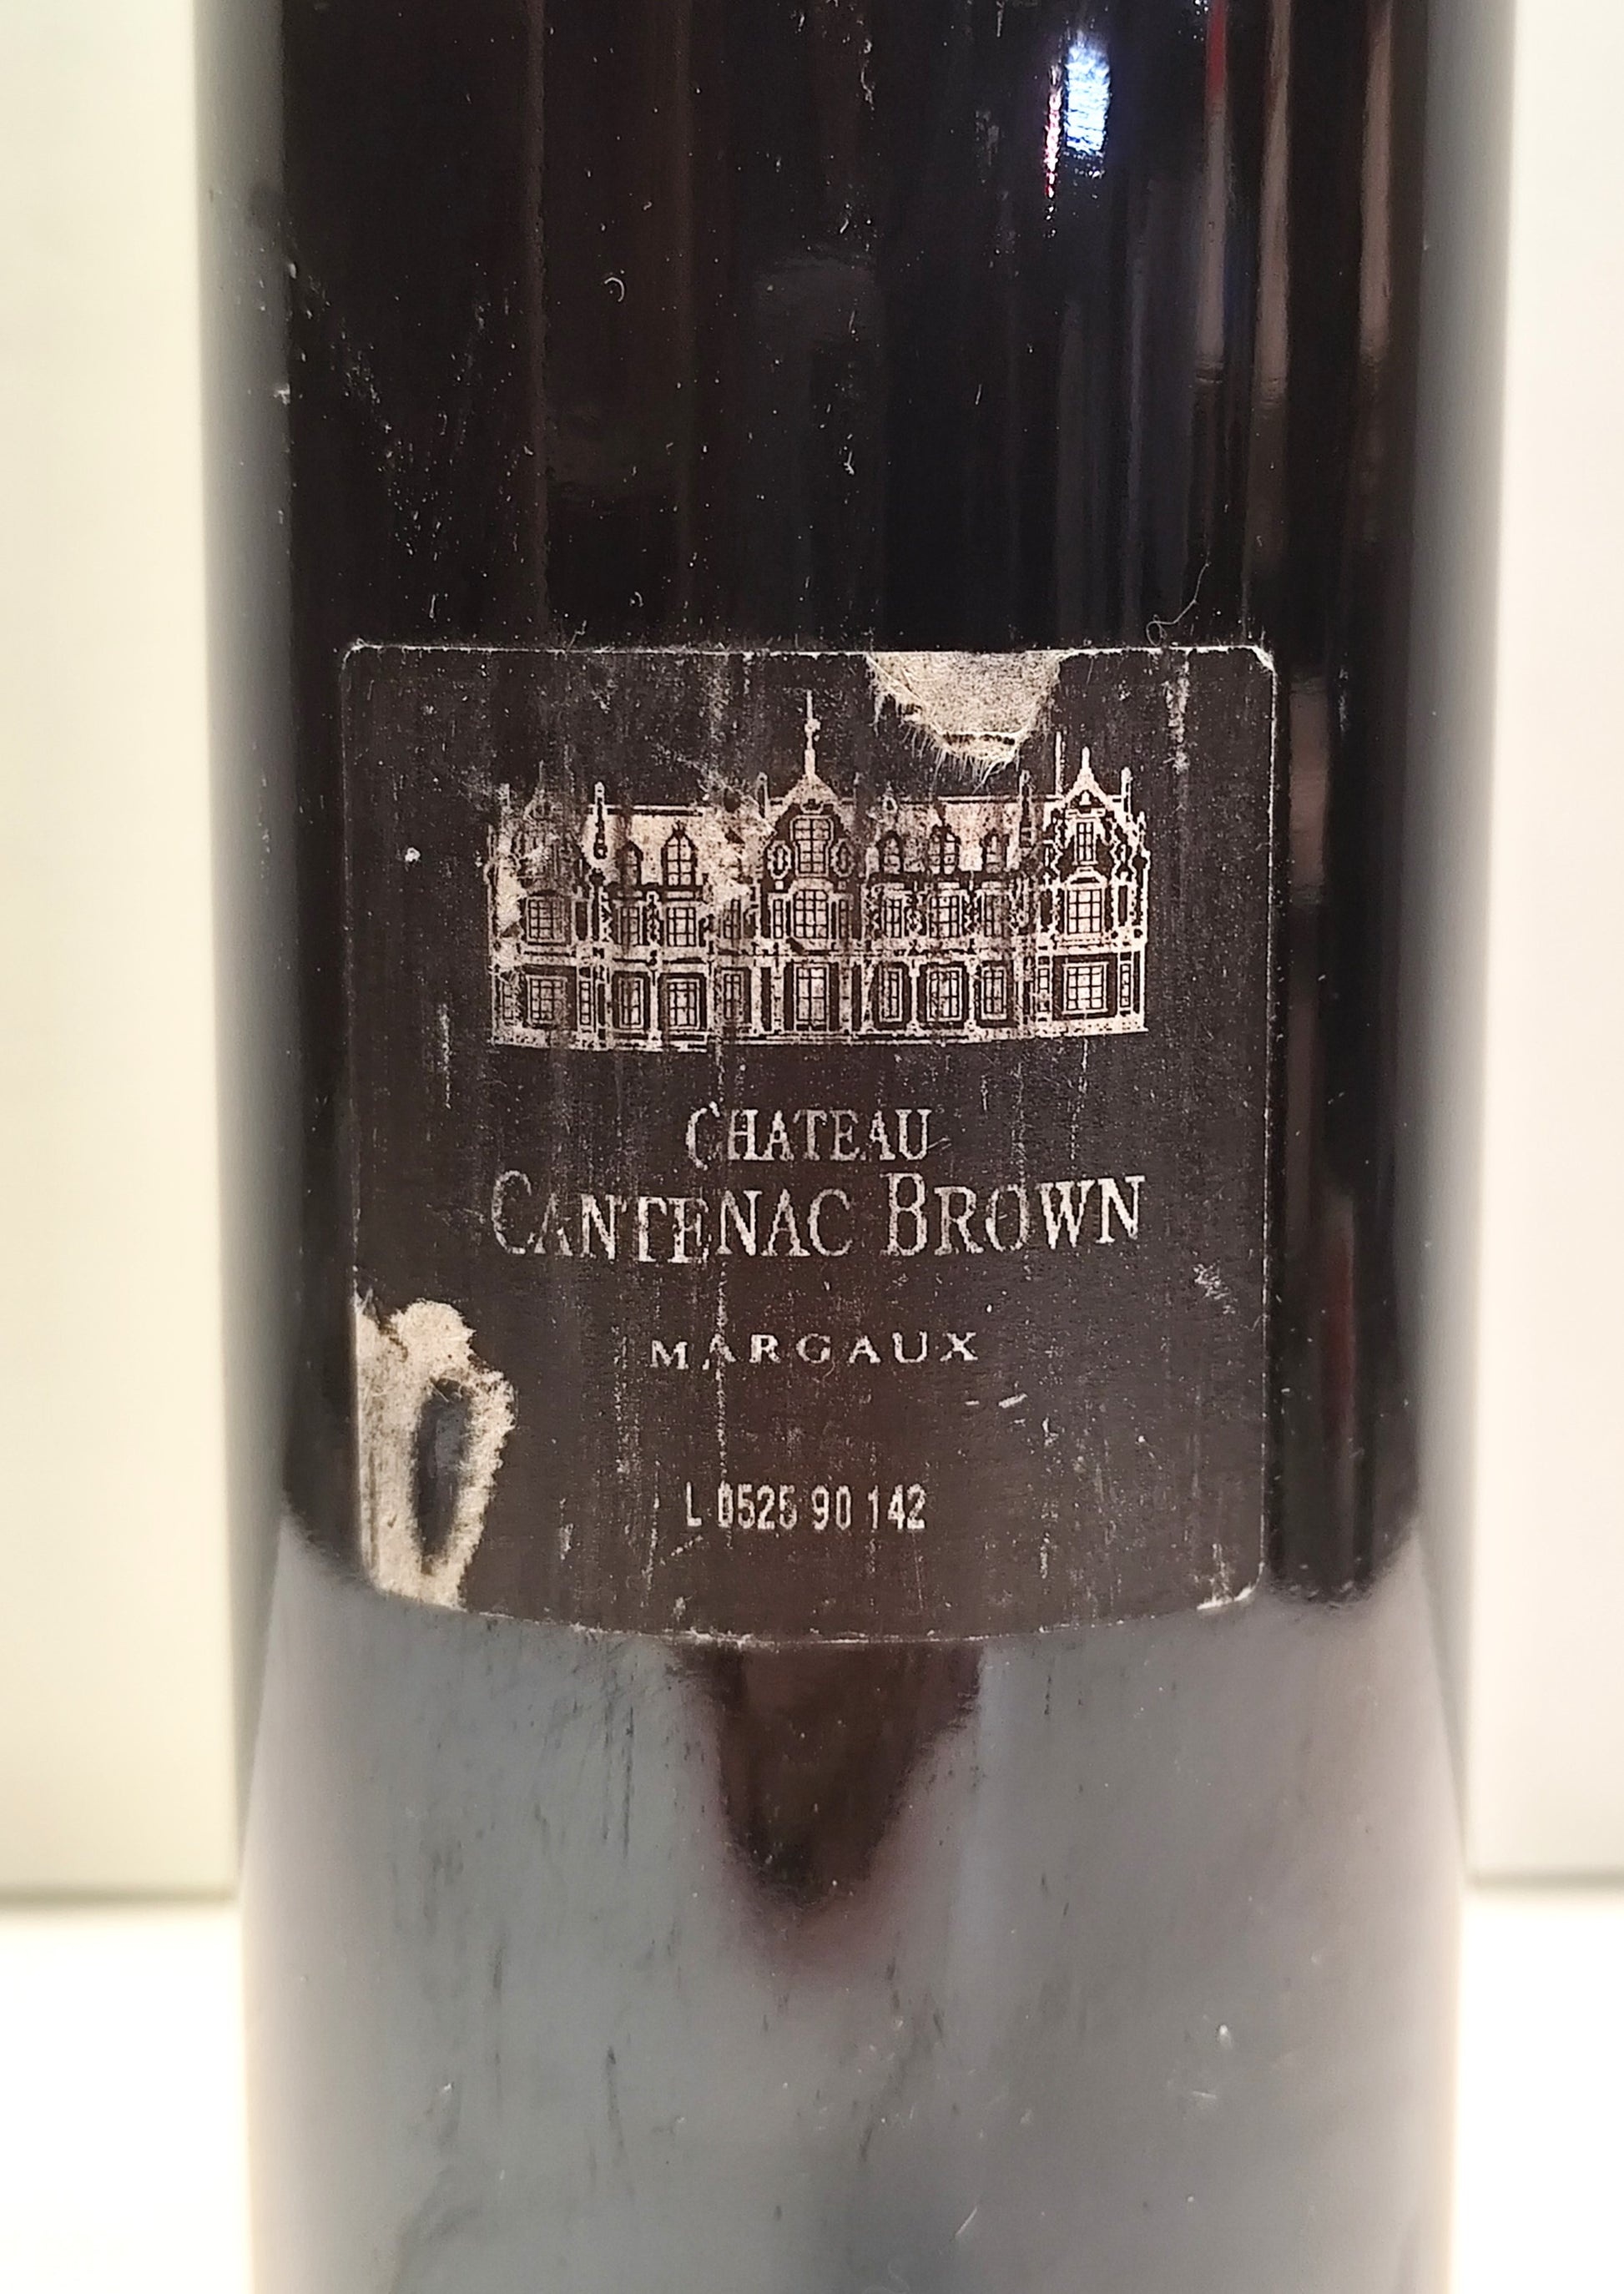 CHATEAU
CANTENAC BROWN
MARGAUX
L 0525 90 142